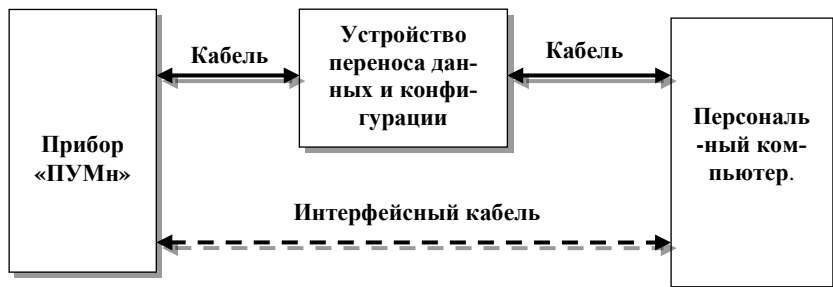 Кабель
Устройство
переноса дан-
ных и конфи-
гурации
Кабель
Прибор
«ПУМн»
Персональ
-ный ком-
пьютер.
Интерфейсный кабель